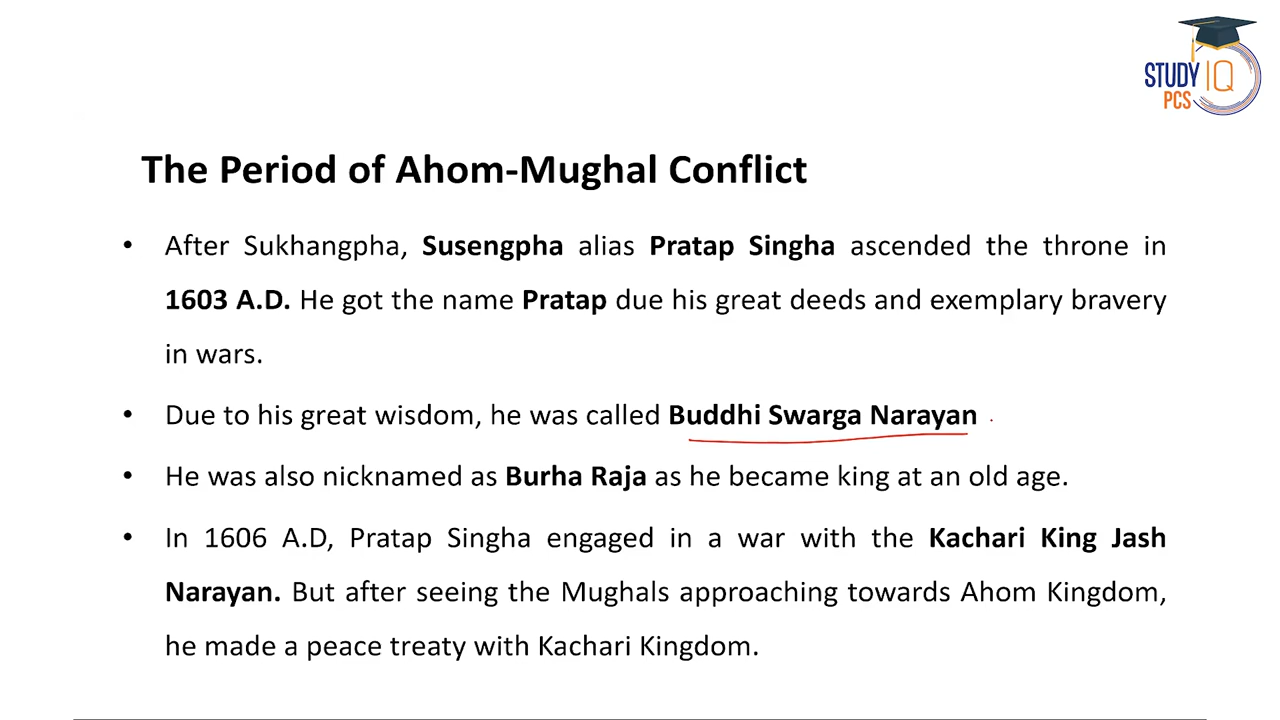 STUDY IQ
PCS
The Period of Ahom-Mughal Conflict
• After Sukhangpha, Susengpha alias Pratap Singha ascended the throne in
1603 A.D. He got the name Pratap due his great deeds and exemplary bravery
in wars.
• Due to his great wisdom, he was called Buddhi Swarga Narayan
• He was also nicknamed as Burha Raja as he became king at an old age.
• In 1606 A.D, Pratap Singha engaged in a war with the Kachari King Jash
Narayan. But after seeing the Mughals approaching towards Ahom Kingdom,
he made a peace treaty with Kachari Kingdom.